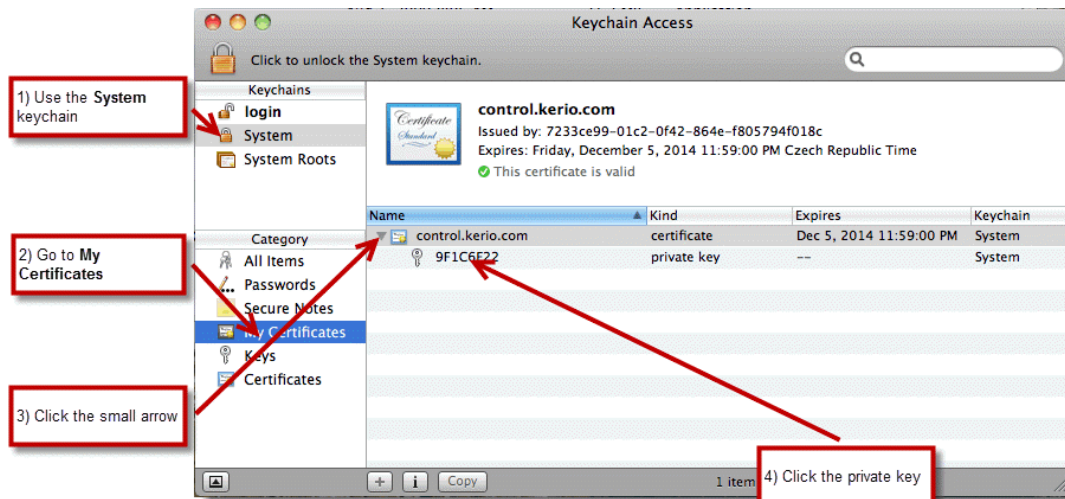 Keychain Access
Click to unlock the System keychain.
1) Use the System
keychain
Keychains
login
System
System Roots
Certificate
Standard
control.kerio.com
Issued by: 7233ce99-01c2-0f42-864e-f805794f018c
Expires: Friday, December 5, 2014 11:59:00 PM Czech Republic Time
This certificate is valid
Name Kind Expires Keychain
control.kerio.com certificate Dec 5, 2014 11:59:00 PM System
9F1C6F22 private key -- System
2) Go to My
Certificates
Category
All Items
Passwords
Secure Notes
My Certificates
Keys
Certificates
3) Click the small arrow
4) Click the private key
+ i Copy 1 item